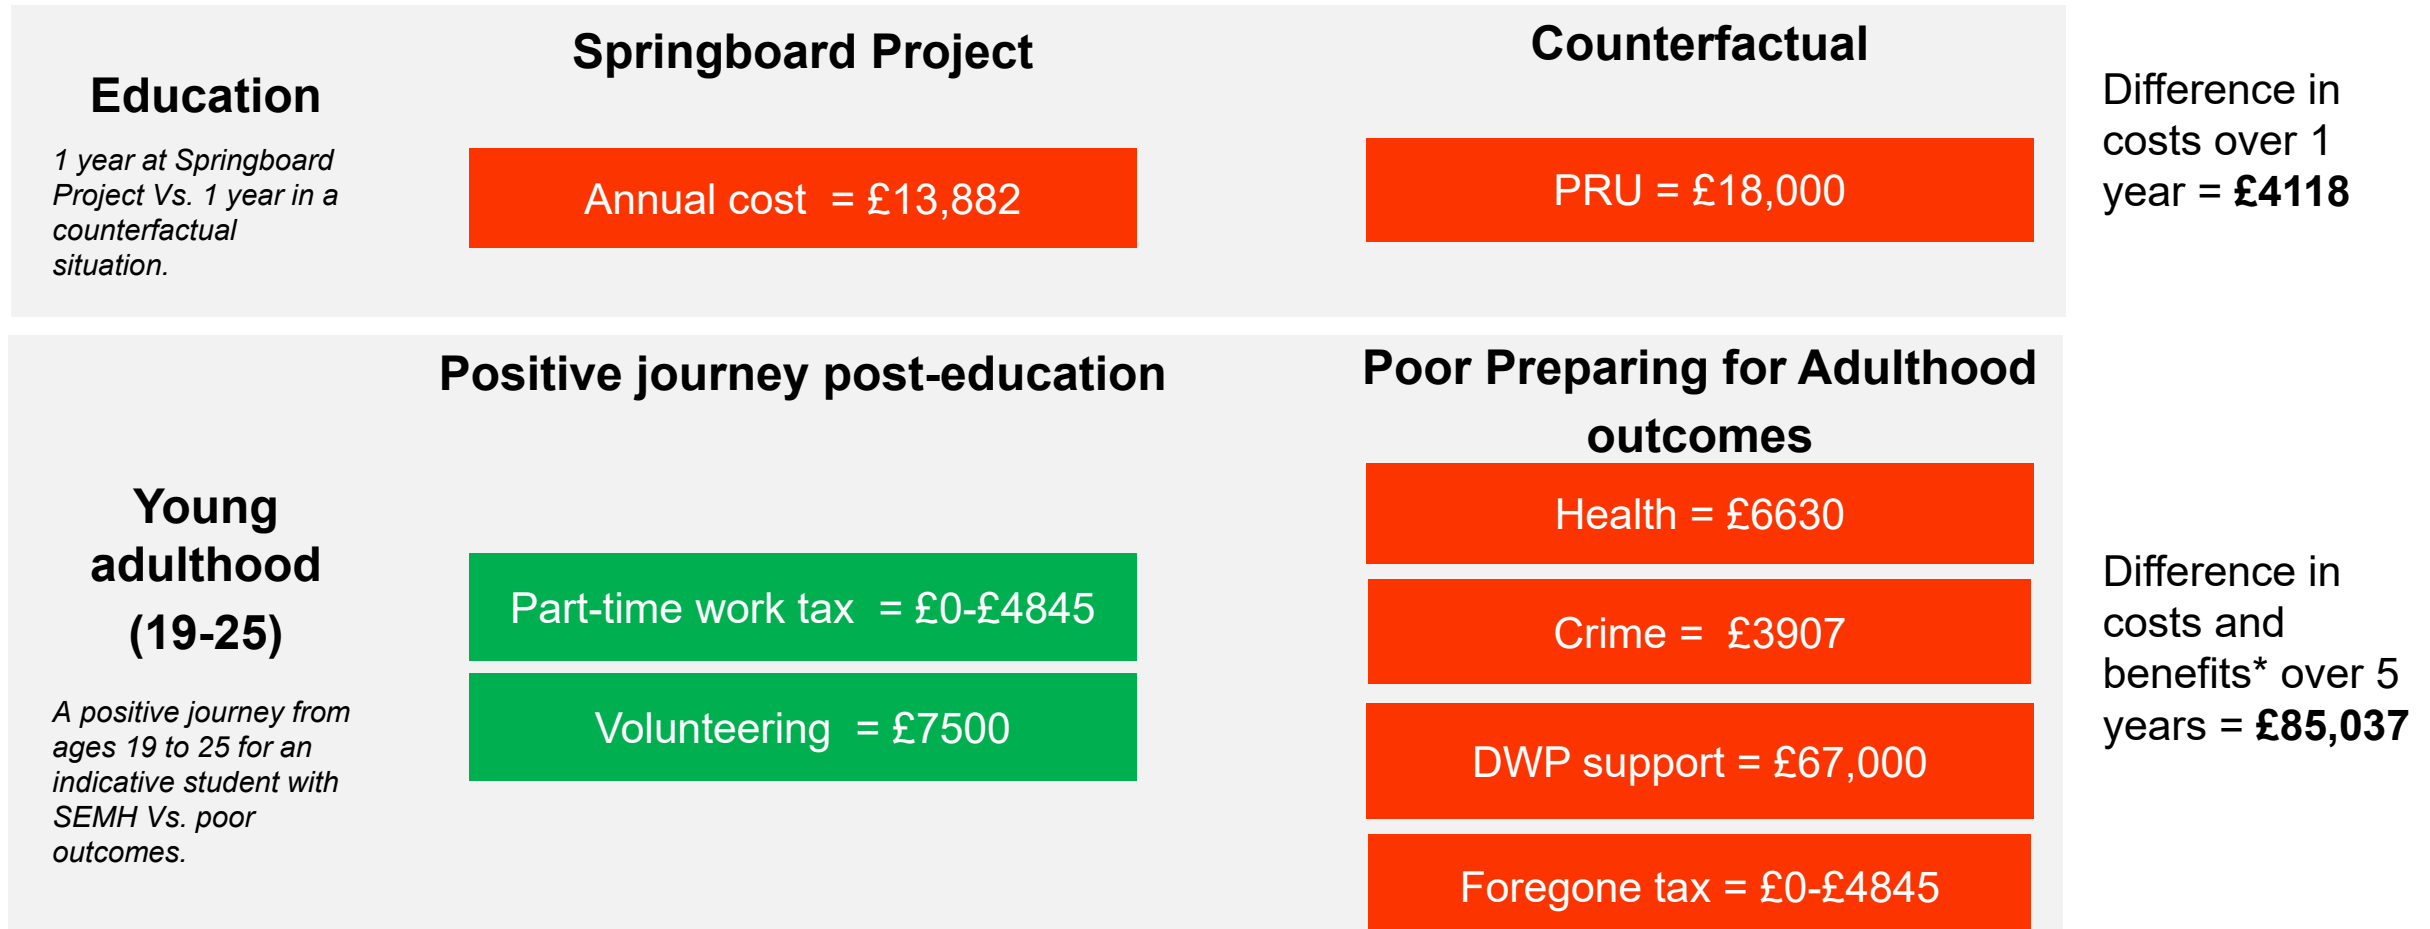 Springboard Project
Counterfactual
Education
1 year at Springboard
Project Vs. 1 year in a
counterfactual
situation.
Annual cost  = £13,882
PRU = £18,000
Difference in
costs over 1
year = £4118
Positive journey post-education
Poor Preparing for Adulthood
outcomes
Young
adulthood
(19-25)
A positive journey from
ages 19 to 25 for an
indicative student with
SEMH Vs. poor
outcomes.
Part-time work tax  = £0-£4845
Volunteering  = £7500
Health = £6630
Crime =  £3907
DWP support = £67,000
Foregone tax = £0-£4845
Difference in
costs and
benefits* over 5
years = £85,037